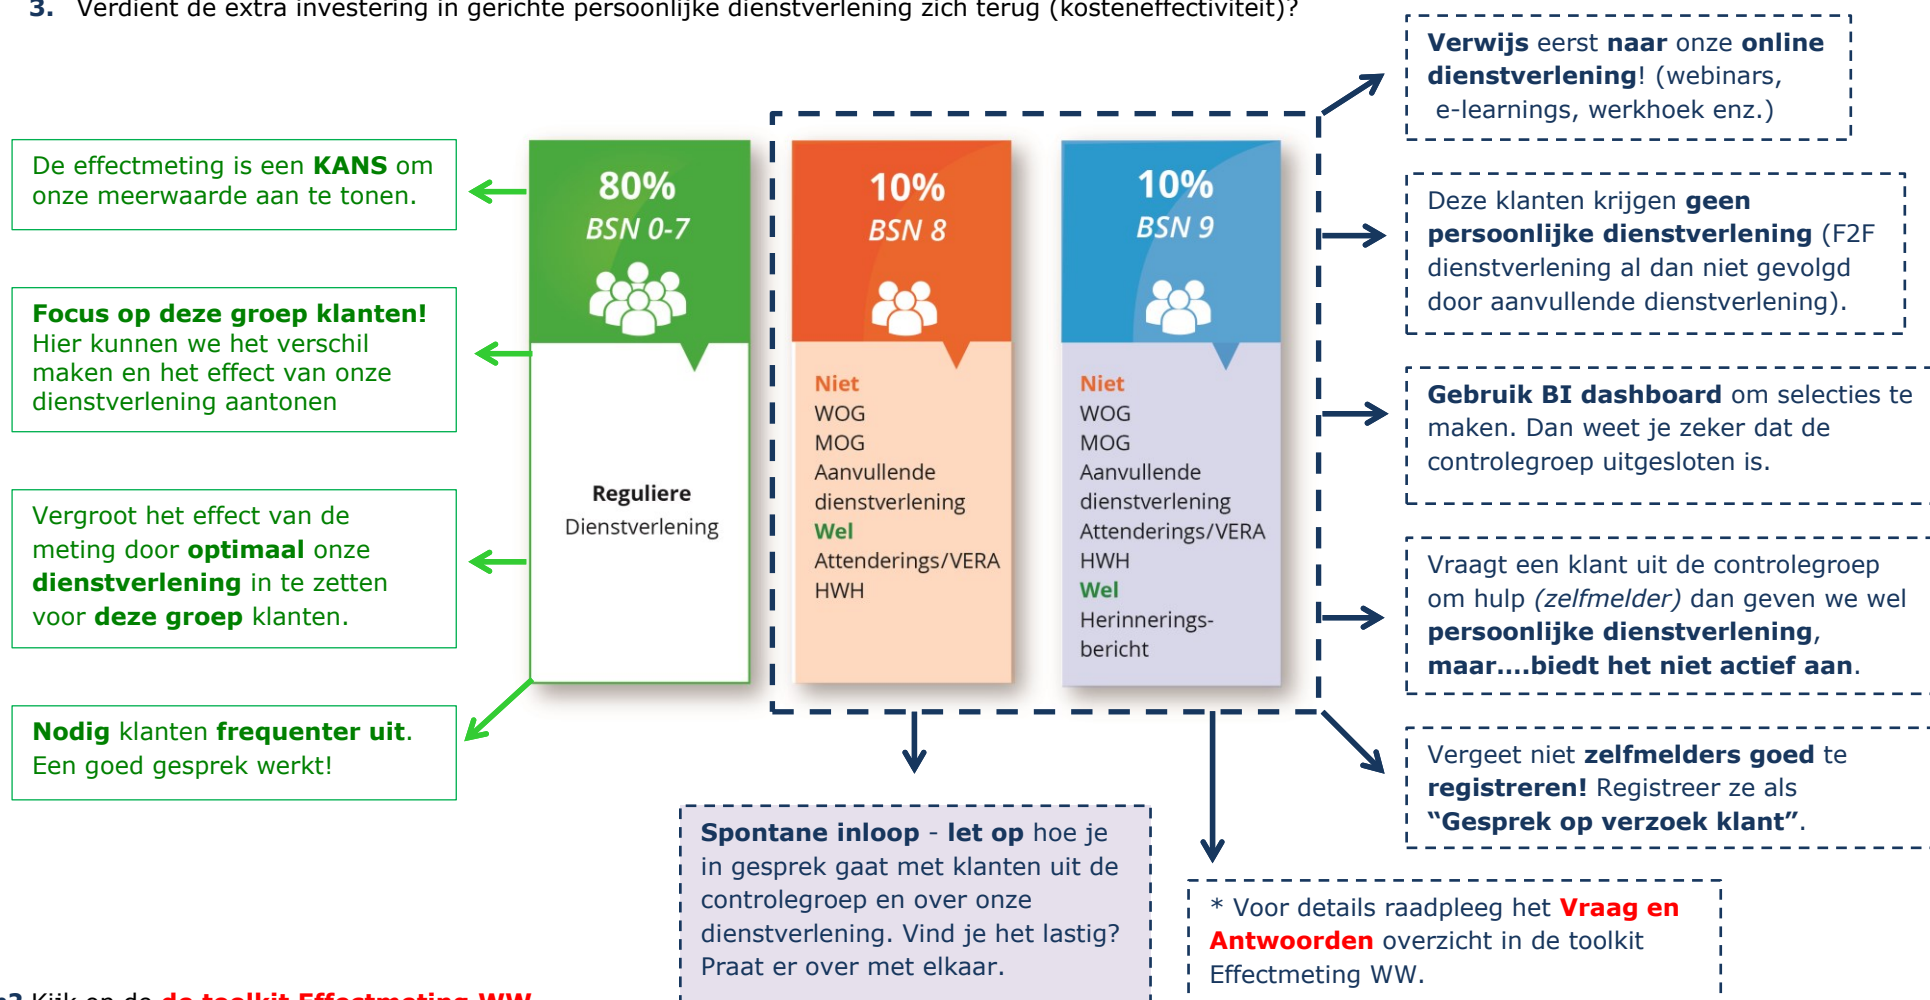 3. Verdient de extra investering in gerichte persoonlijke dienstverlening zich terug (kosteneffectiviteit)?
De effectmeting is een KANS om
onze meerwaarde aan te tonen.
Focus op deze groep klanten!
Hier kunnen we het verschil
maken en het effect van onze
dienstverlening aantonen
Vergroot het effect van de
meting door optimaal onze
dienstverlening in te zetten
voor deze groep klanten.
Nodig klanten frequenter uit.
Een goed gesprek werkt!
80%
BSN 0-7
Reguliere
Dienstverlening
10%
BSN 8
Niet
WOG
MOG
Aanvullende
dienstverlening
Wel
Attenderings/VERA
HWH
10%
BSN 9
Niet
WOG
MOG
Aanvullende
dienstverlening
Attenderings/VERA
HWH
Wel
Herinnerings-
bericht
Verwijs eerst naar onze online
dienstverlening! (webinars,
e-learnings, werkhoek enz.)
Deze klanten krijgen geen
persoonlijke dienstverlening (F2F
dienstverlening al dan niet gevolgd
door aanvullende dienstverlening).
Gebruik BI dashboard om selecties te
maken. Dan weet je zeker dat de
controlegroep uitgesloten is.
Vraagt een klant uit de controlegroep
om hulp (zelfmelder) dan geven we wel
persoonlijke dienstverlening,
maar....biedt het niet actief aan.
Vergeet niet zelfmelders goed te
registreren! Registreer ze als
“Gesprek op verzoek klant”.
Spontane inloop - let op hoe je
in gesprek gaat met klanten uit de
controlegroep en over onze
dienstverlening. Vind je het lastig?
Praat er over met elkaar.
* Voor details raadpleeg het Vraag en
Antwoorden overzicht in de toolkit
Effectmeting WW.
Kijk op de de toolkit Effectmeting WW